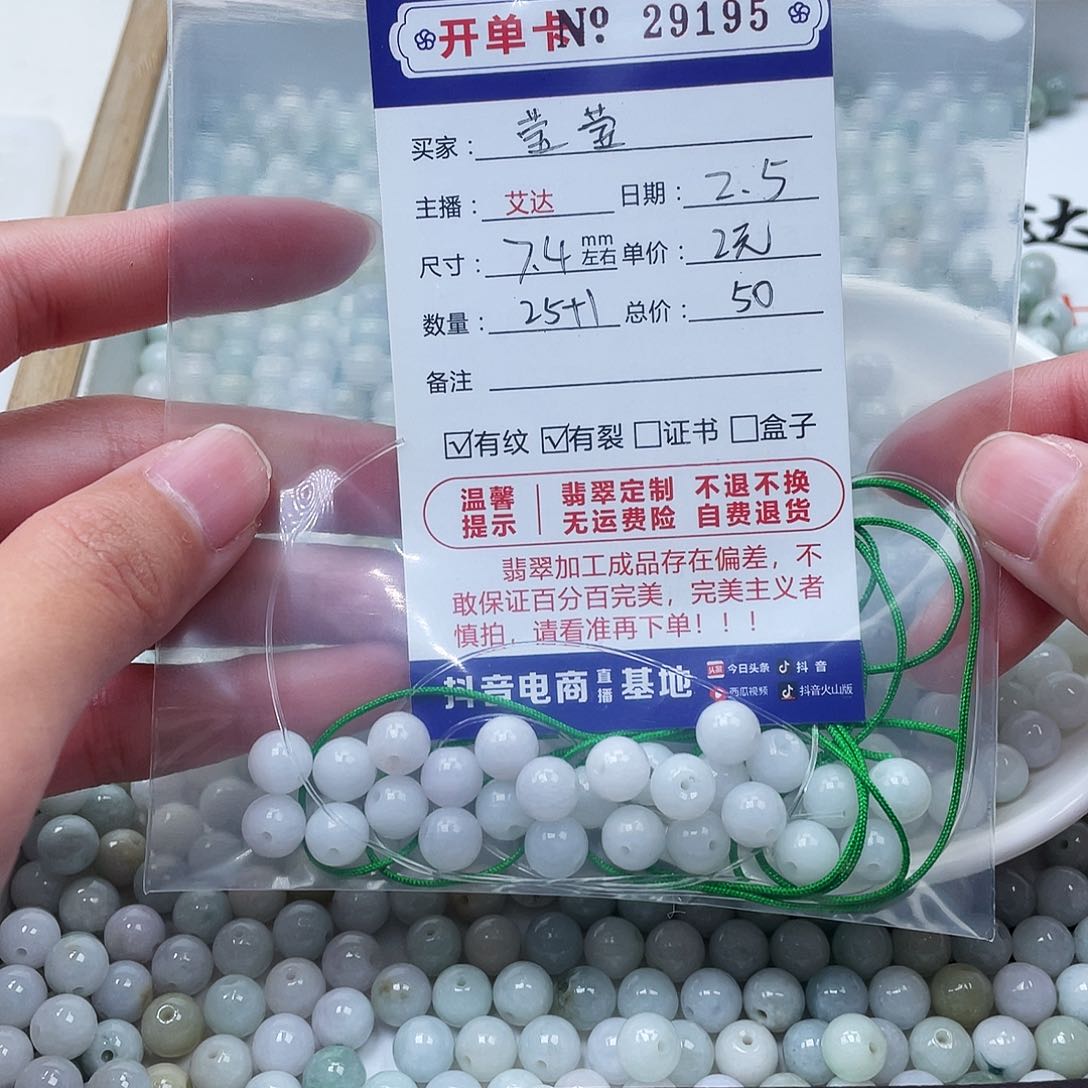 开单卡 Nº 29195
买家：莹莹
主播：艾达 日期：2.5
尺寸：7.4mm左右 单价：2元
数量：25+1 总价：50
备注
☑有纹 ☑有裂 □证书 □盒子
温馨提示 翡翠定制 不退不换
无运费险 自费退货
翡翠加工成品存在偏差，不
敢保证百分百完美，完美主义者
慎拍，请看准再下单！！！
抖音电商直播基地
今日头条 抖音
西瓜视频 抖音火山版
达